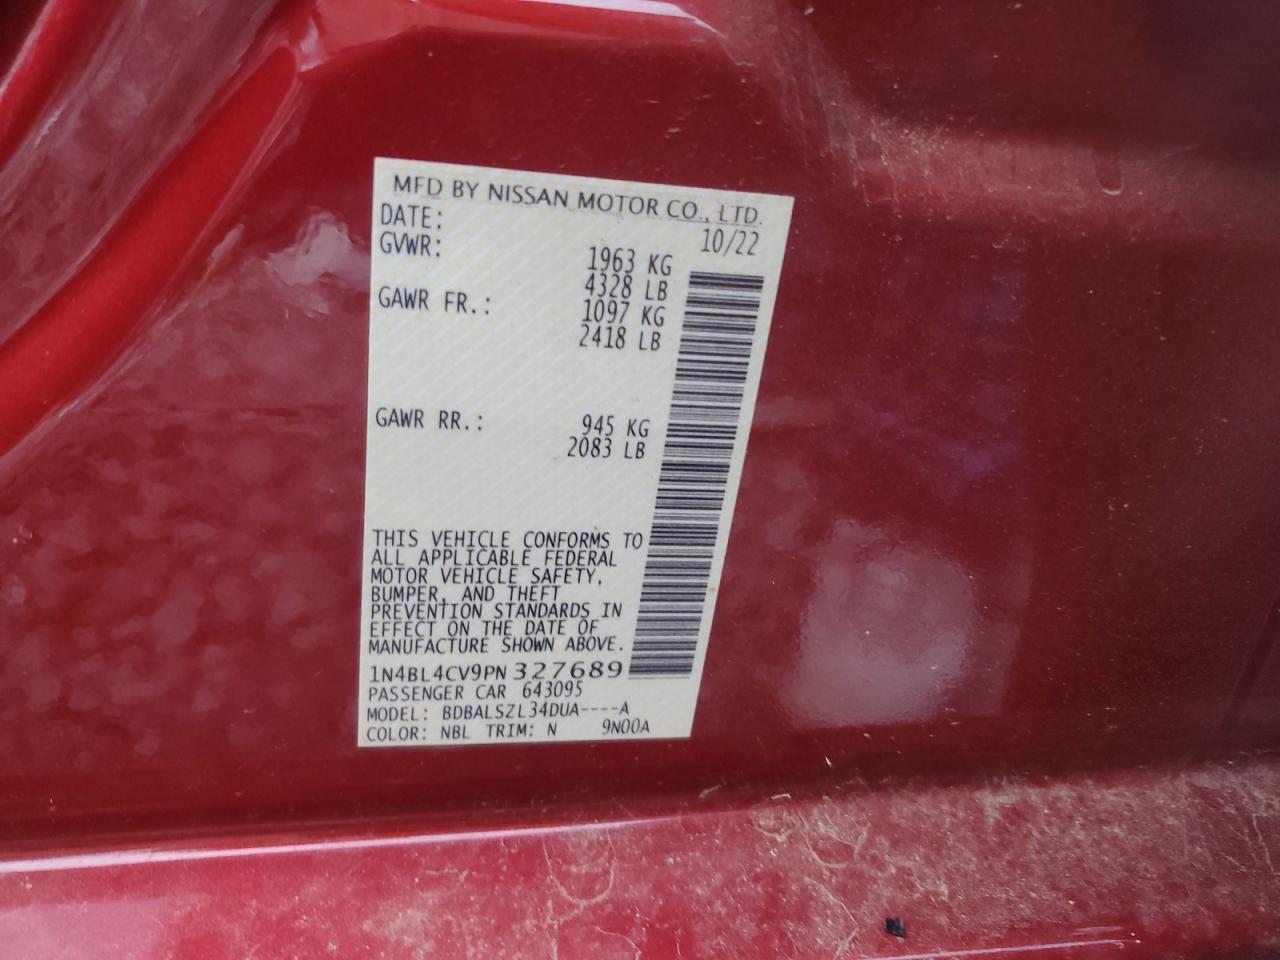 MFD BY NISSAN MOTOR CO., LTD.
DATE: 10/22
GVWR: 1963 KG
4328 LB
GAWR FR.: 1097 KG
2418 LB
GAWR RR.: 945 KG
2083 LB
THIS VEHICLE CONFORMS TO
ALL APPLICABLE FEDERAL
MOTOR VEHICLE SAFETY,
BUMPER, AND THEFT
PREVENTION STANDARDS IN
EFFECT ON THE DATE OF
MANUFACTURE SHOWN ABOVE.
1N4BL4CV9PN327689
PASSENGER CAR 643095
MODEL: BDBALSZL34DUA----A
COLOR: NBL TRIM: N 9N00A